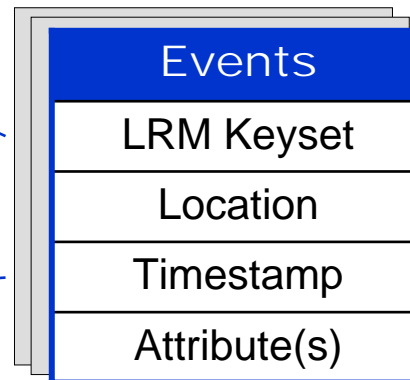 Events
LRM Keyset
Location
Timestamp
Attribute(s)